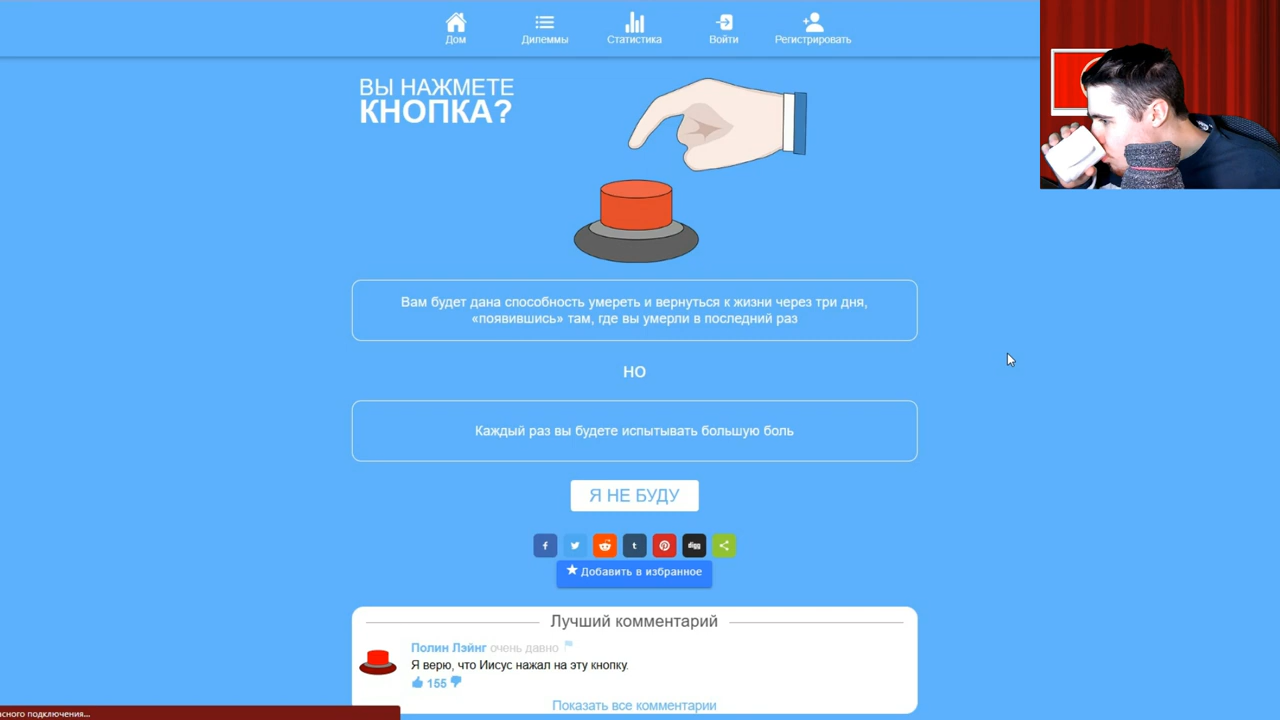 Дом
Дилеммы
Статистика
Войти
Регистрировать
ВЫ НАЖМЕТЕ
КНОПКА?
Вам будет дана способность умереть и вернуться к жизни через три дня,
«появившись» там, где вы умерли в последний раз
НО
Каждый раз вы будете испытывать большую боль
Я НЕ БУДУ
digg
Добавить в избранное
Лучший комментарий
Полин Лэйнг очень давно
Я верю, что Иисус нажал на эту кнопку.
155
Показать все комментарии
подключения...